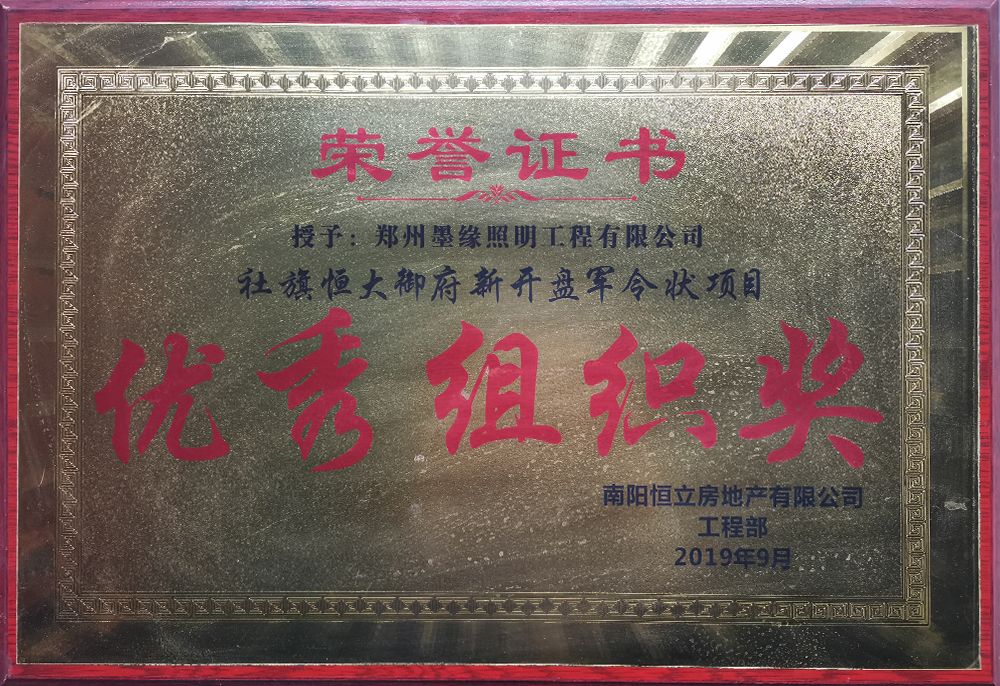 荣誉证书
授予：郑州墨缘照明工程有限公司
社旗恒大御府新开盘军令状项目
优秀组织奖
南阳恒立房地产有限公司
工程部
2019年9月